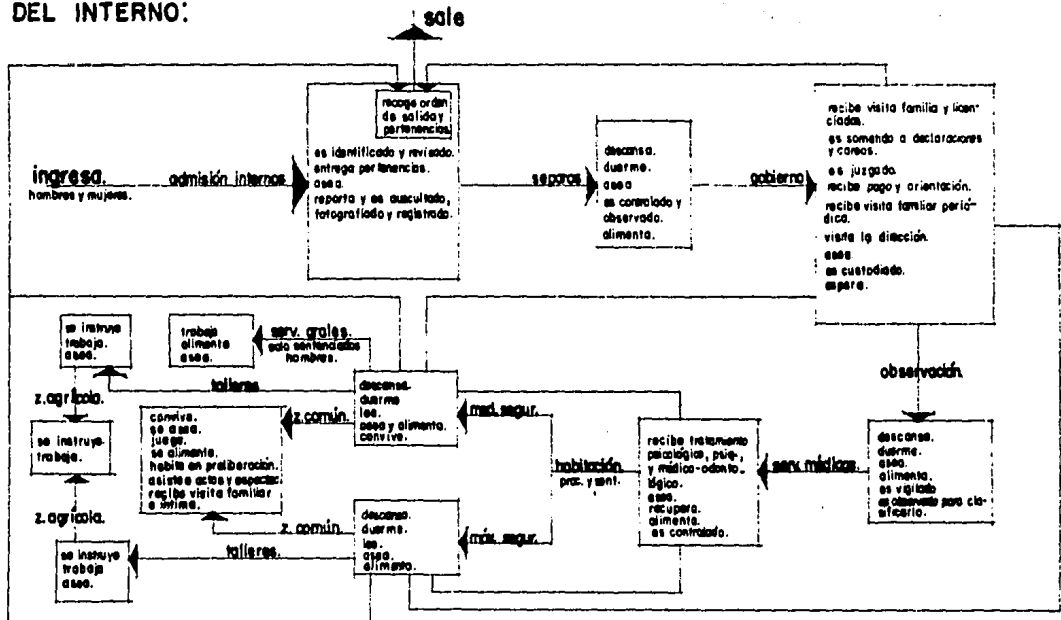 DEL INTERNO:
sale
recoge orden
de salida y
pertenencias
es identificado y revisado.
entrega pertenencias.
asea.
reporta y es auscultado,
fotografiado y registrado.
ingresa.
hombres y mujeres.
admisión internos
separos
descansa.
duerme.
asea
es controlado y
observado.
alimenta.
gobierno
recibe visita familia y licen-
ciados.
es sometido a declaraciones
y careos.
es juzgado.
recibe pago y orientación.
recibe visita familiar perió-
dica.
visita la dirección.
asea
es custodiado.
espera.
observación.
descansa.
duerme.
asea.
alimenta.
es vigilado
es observado para cla-
sificarlo.
serv. médicos.
recibe tratamiento
psicológico, psiq.,
y médico-odonto-
lógico.
asea.
recupera.
alimenta.
es controlado.
habitación
proc. y sent.
med. segur.
máx. segur.
descansa.
duerme
lee.
asea y alimenta.
convive.
serv. grales.
solo sentenciados
hombres.
trabaja
alimenta
asea.
talleres
se instruye
trabaja.
asea.
z. agrícola.
se instruye.
trabaja.
z. común.
convive.
se asea.
juega.
se alimenta.
habita en preliberación.
asiste a actos y espectac.
recibe visita familiar
e íntima.
descansa.
duerme.
lee.
asea.
alimenta.
z. común.
talleres.
z. agrícola.
se instruye
trabaja
asea.